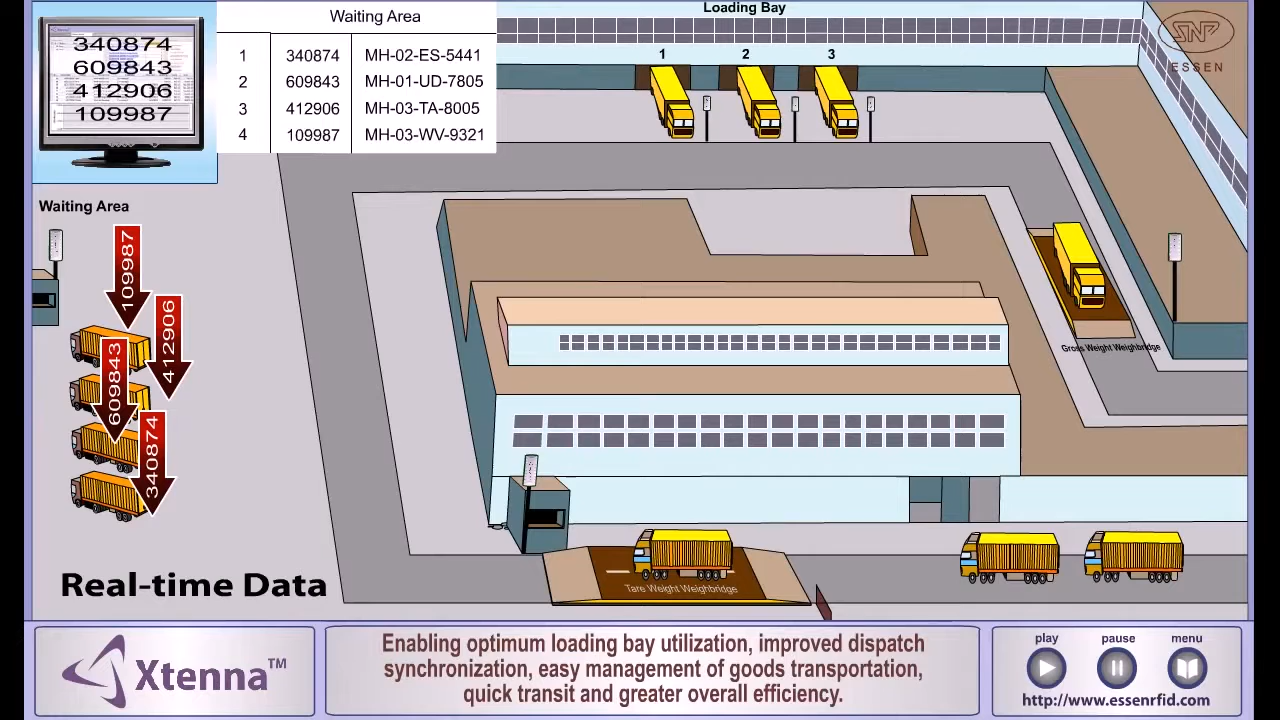 340874
609843
412906
109987
Waiting Area
1 340874 MH-02-ES-5441
2 609843 MH-01-UD-7805
3 412906 MH-03-TA-8005
4 109987 MH-03-WV-9321
Loading Bay
1 2 3
SNP
ESSEN
Waiting Area
109987
412906
609843
340874
Gross Weight Weighbridge
Tare Weight Weighbridge
Real-time Data
Xtenna™
Enabling optimum loading bay utilization, improved dispatch
synchronization, easy management of goods transportation,
quick transit and greater overall efficiency.
play pause menu
http://www.essenrfid.com